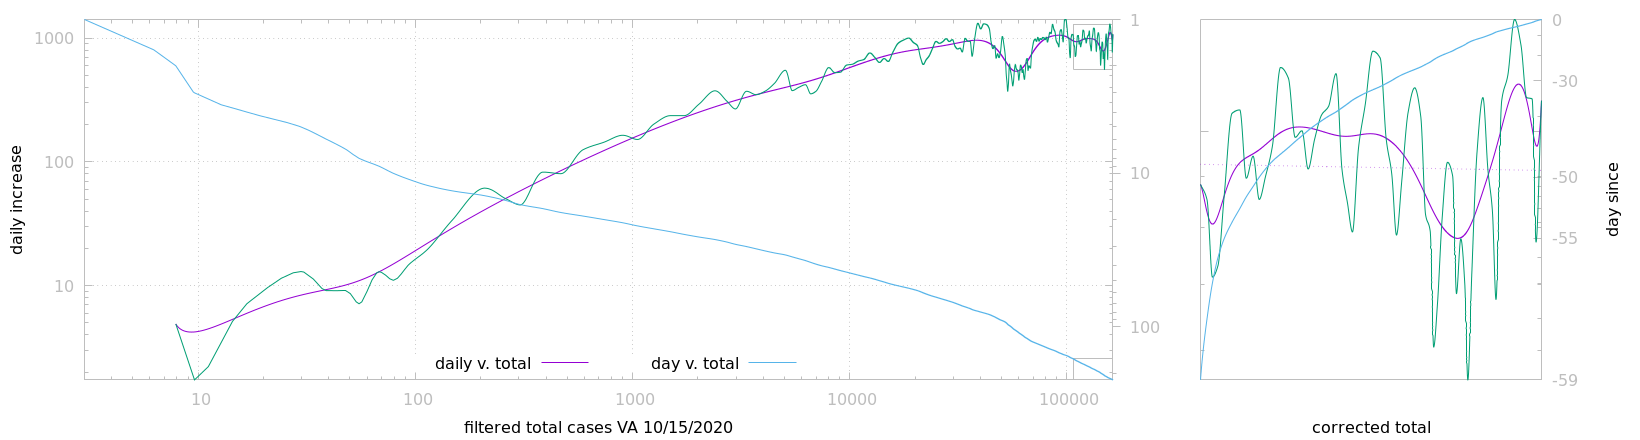 1000
100
10
daily increase
10
100
1000
10000
100000
filtered total cases VA 10/15/2020
daily v. total
day v. total
1
10
100
0
-30
-50
-55
-59
day since
corrected total